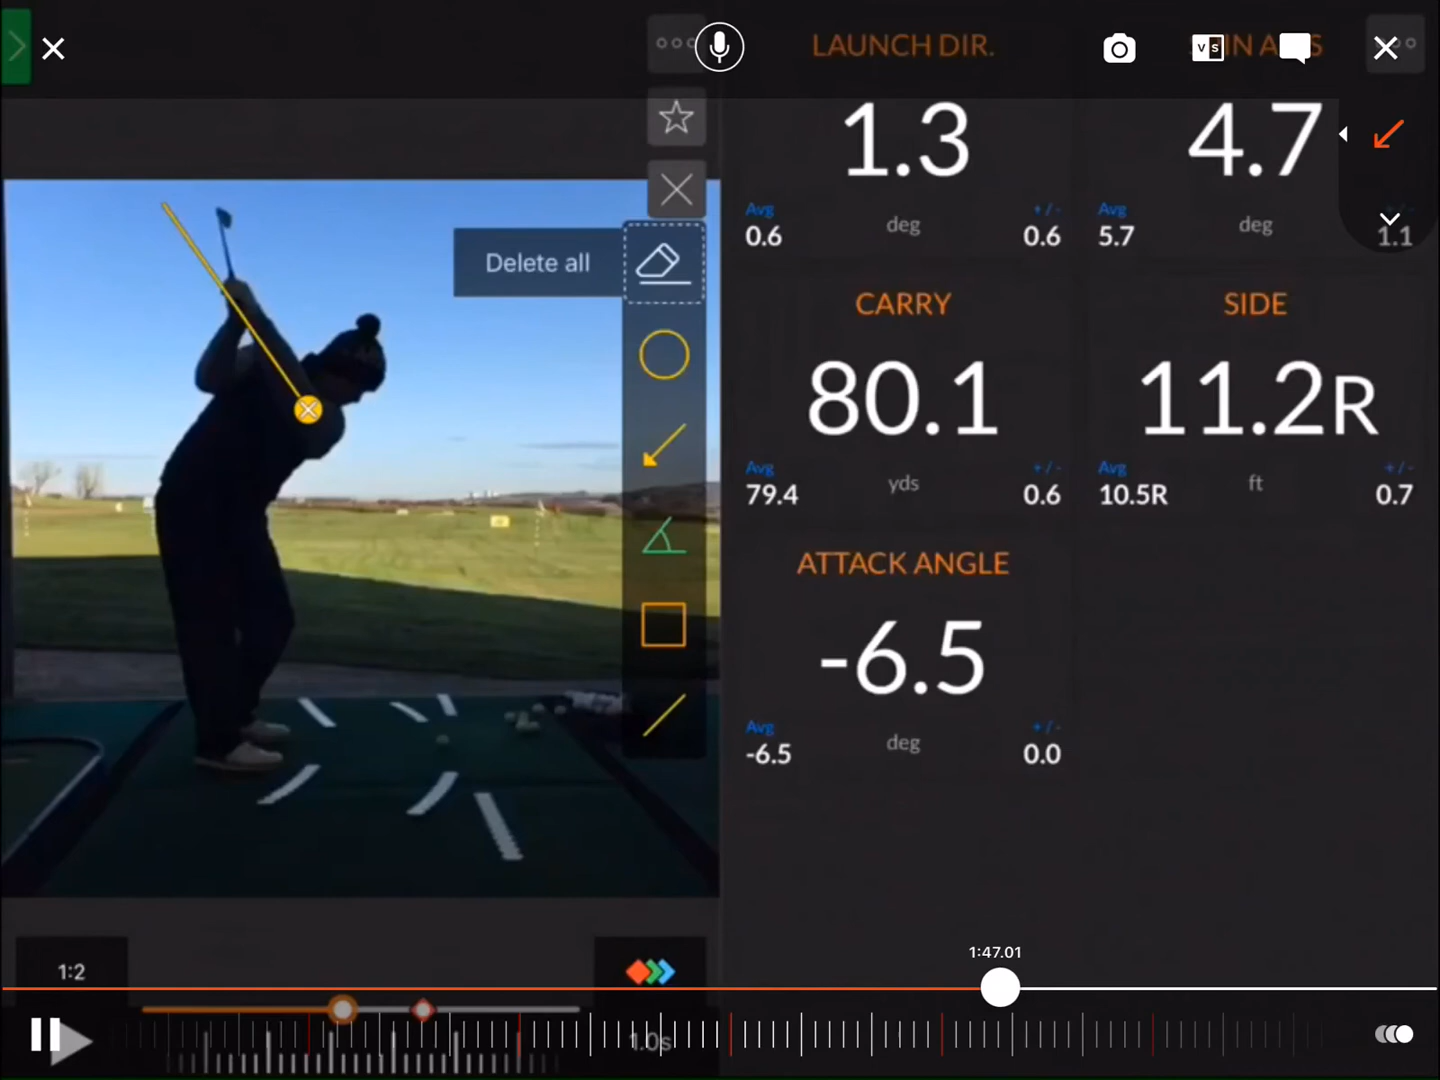 LAUNCH DIR.
VS
1.3
4.7
Avg
deg
+/-
Avg
deg
+/-
0.6
0.6
5.7
1.1
Delete all
CARRY
SIDE
80.1
11.2R
Avg
yds
+/-
Avg
ft
+/-
79.4
0.6
10.5R
0.7
ATTACK ANGLE
-6.5
Avg
deg
+/-
-6.5
0.0
1:47.01
1:2
1.0s